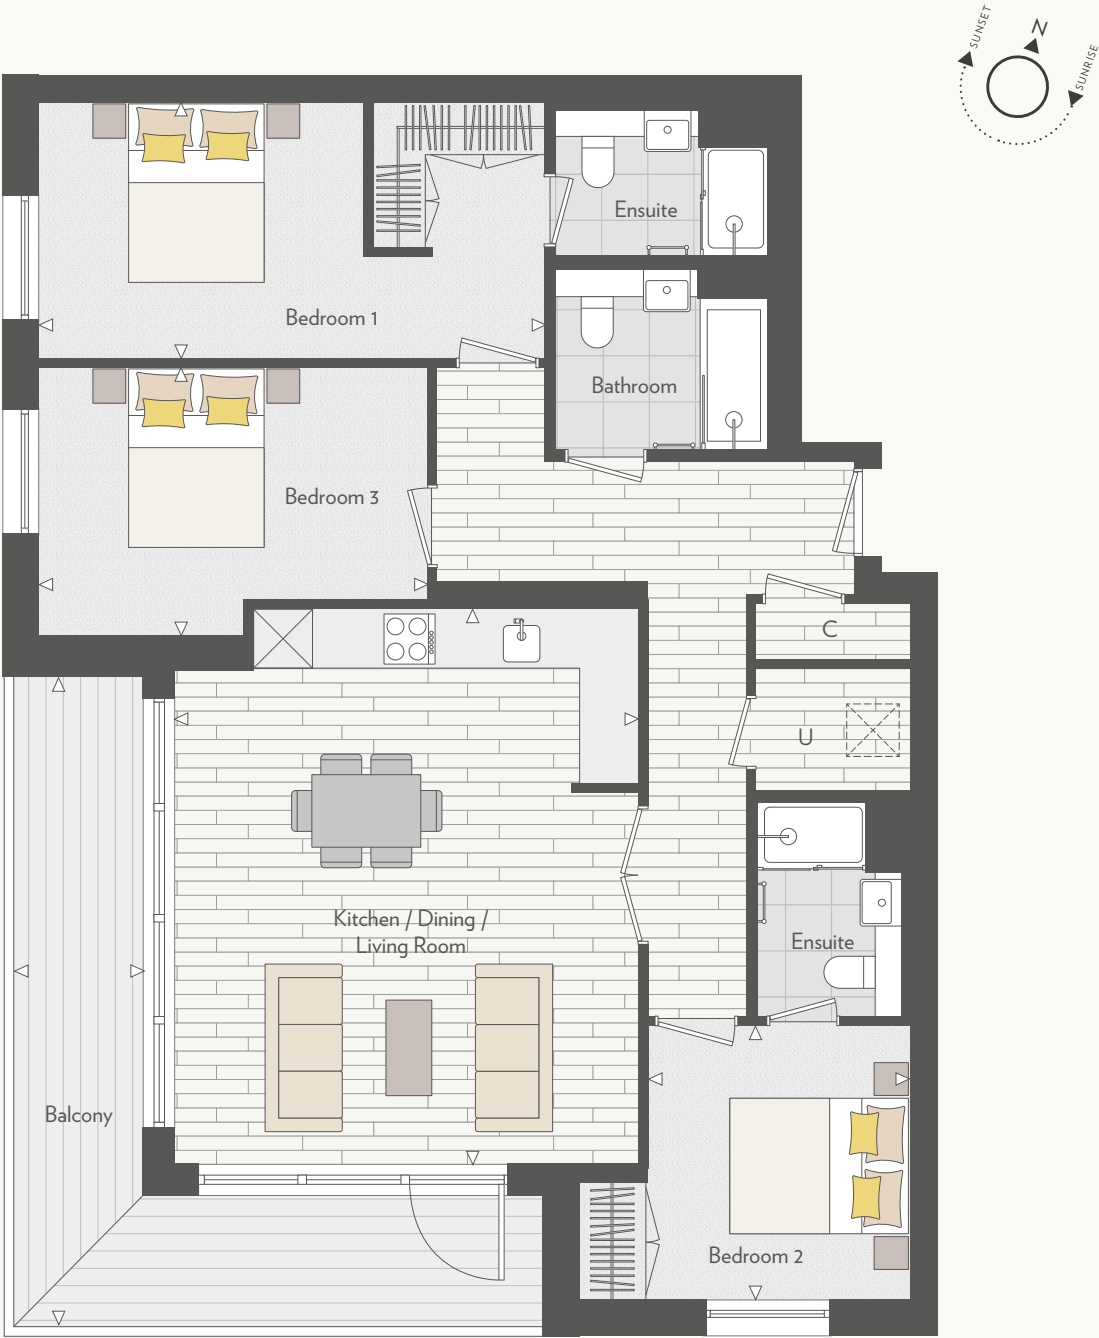 SUNSET
N
SUNRISE
Ensuite
Bedroom 1
Bathroom
Bedroom 3
C
U
Kitchen / Dining /
Living Room
Ensuite
Balcony
Bedroom 2